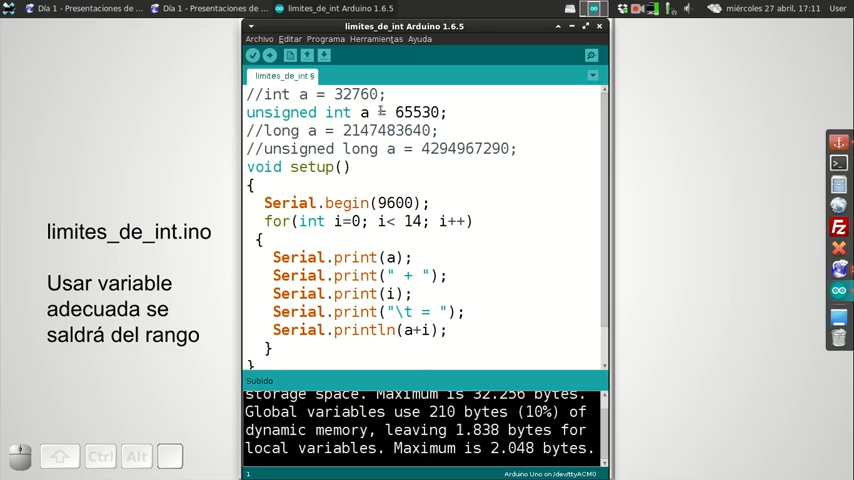 Día 1 - Presentaciones de ...
Día 1 - Presentaciones de ...
limites_de_int Arduino 1.6.5
miércoles 27 abril, 17:11
User
limites_de_int Arduino 1.6.5
Archivo Editar Programa Herramientas Ayuda
limites_de_int §
//int a = 32760;
unsigned int a = 65530;
//long a = 2147483640;
//unsigned long a = 4294967290;
void setup()
{
Serial.begin(9600);
for(int i=0; i< 14; i++)
{
Serial.print(a);
Serial.print(" + ");
Serial.print(i);
Serial.print("\t = ");
Serial.println(a+i);
}
}
limites_de_int.ino
Usar variable
adecuada se
saldrá del rango
Subido
storage space. Maximum is 32.256 bytes.
Global variables use 210 bytes (10%) of
dynamic memory, leaving 1.838 bytes for
local variables. Maximum is 2.048 bytes.
1
Arduino Uno on /dev/ttyACM0
Ctrl
Alt
FZ